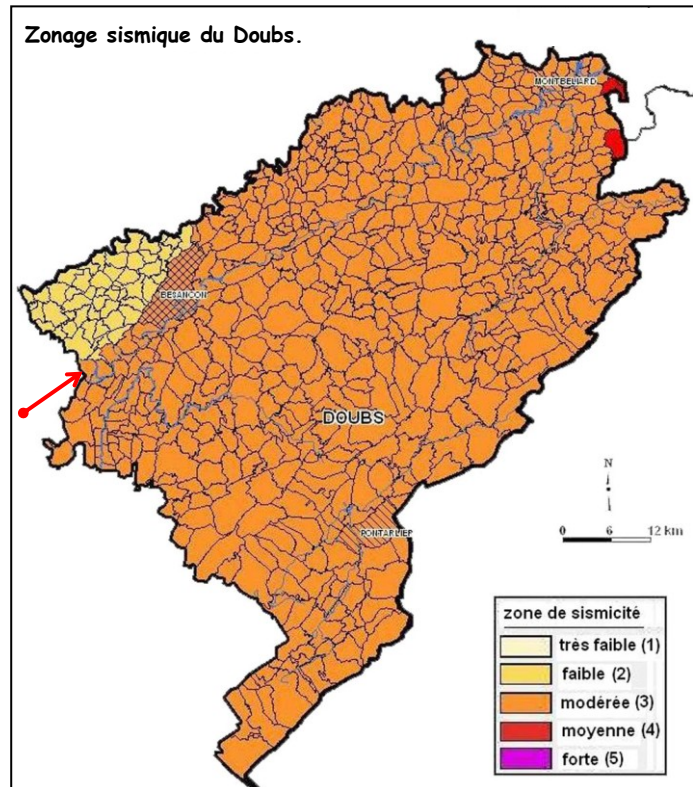 Zonage sismique du Doubs.
MONTBELIARD
BESANCON
DOUBS
PONTARLIER
N
0 6 12 km
zone de sismicité
très faible (1)
faible (2)
modérée (3)
moyenne (4)
forte (5)